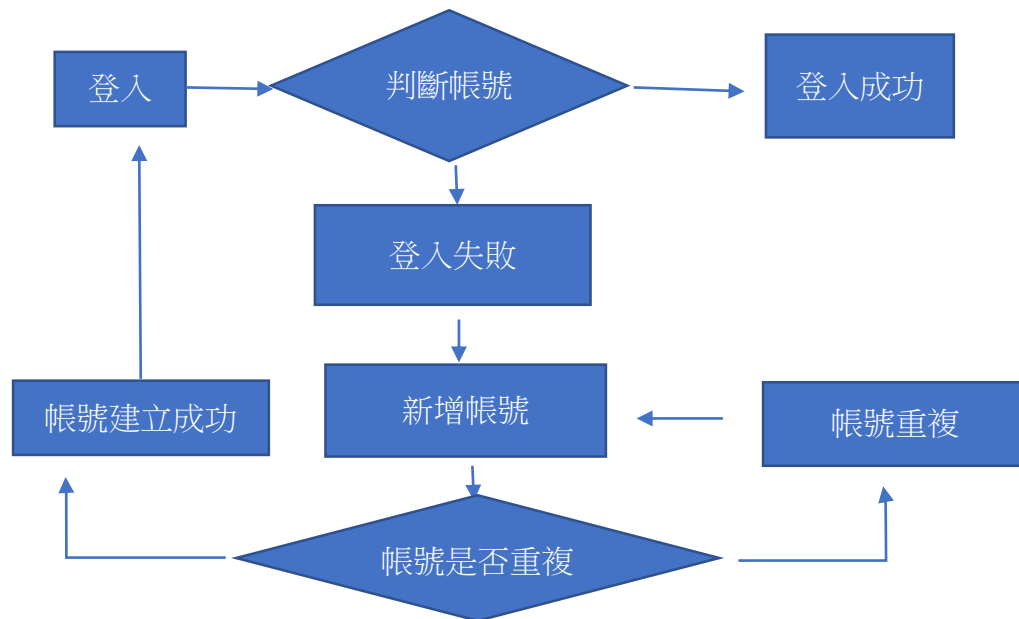 登入
判斷帳號
登入成功
登入失敗
新增帳號
帳號建立成功
帳號重複
帳號是否重複